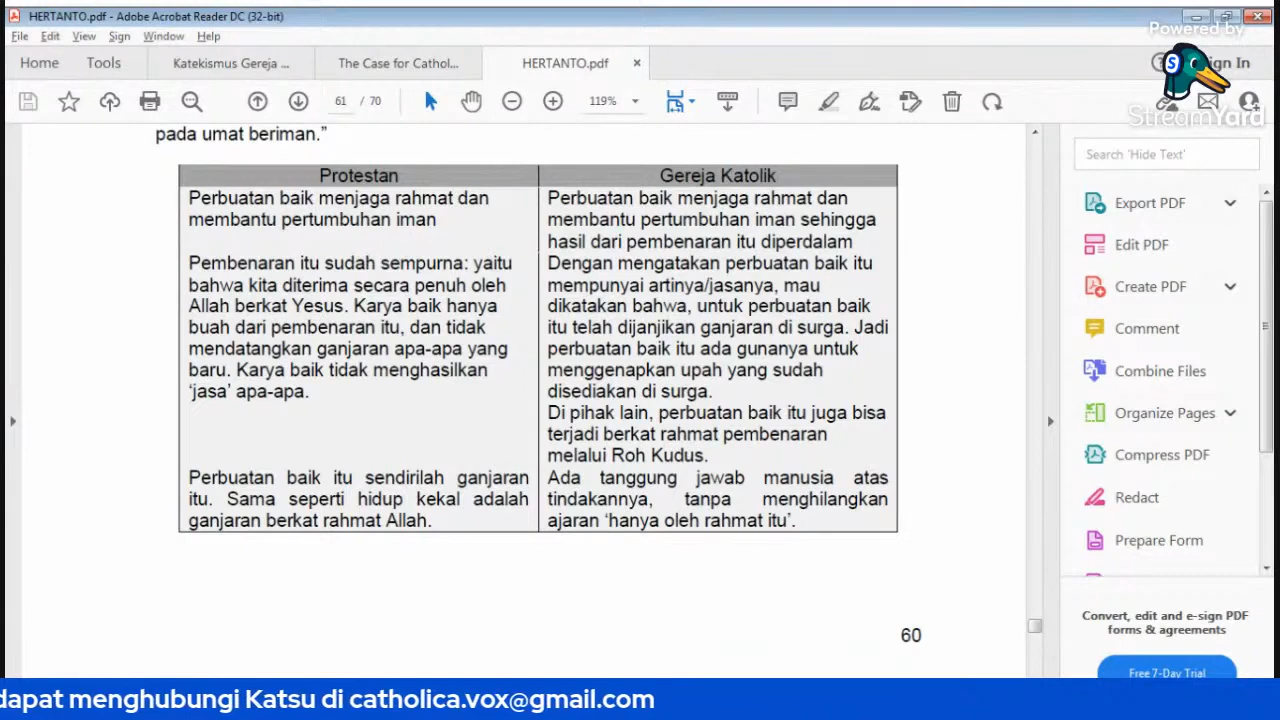 HERTANTO.pdf - Adobe Acrobat Reader DC (32-bit)
Powered by
File Edit View Sign Window Help
Home Tools Katekismus Gereja ... The Case for Cathol... HERTANTO.pdf × Sign In
61 / 70 119%
StreamYard
pada umat beriman.”
Search 'Hide Text'
Protestan
Perbuatan baik menjaga rahmat dan
membantu pertumbuhan iman
Pembenaran itu sudah sempurna: yaitu
bahwa kita diterima secara penuh oleh
Allah berkat Yesus. Karya baik hanya
buah dari pembenaran itu, dan tidak
mendatangkan ganjaran apa-apa yang
baru. Karya baik tidak menghasilkan
‘jasa’ apa-apa.
Perbuatan baik itu sendirilah ganjaran
itu. Sama seperti hidup kekal adalah
ganjaran berkat rahmat Allah.
Gereja Katolik
Perbuatan baik menjaga rahmat dan
membantu pertumbuhan iman sehingga
hasil dari pembenaran itu diperdalam
Dengan mengatakan perbuatan baik itu
mempunyai artinya/jasanya, mau
dikatakan bahwa, untuk perbuatan baik
itu telah dijanjikan ganjaran di surga. Jadi
perbuatan baik itu ada gunanya untuk
menggenapkan upah yang sudah
disediakan di surga.
Di pihak lain, perbuatan baik itu juga bisa
terjadi berkat rahmat pembenaran
melalui Roh Kudus.
Ada tanggung jawab manusia atas
tindakannya, tanpa menghilangkan
ajaran ‘hanya oleh rahmat itu’.
60
Export PDF
Edit PDF
Create PDF
Comment
Combine Files
Organize Pages
Compress PDF
Redact
Prepare Form
Convert, edit and e-sign PDF
forms & agreements
Free 7-Day Trial
dapat menghubungi Katsu di catholica.vox@gmail.com